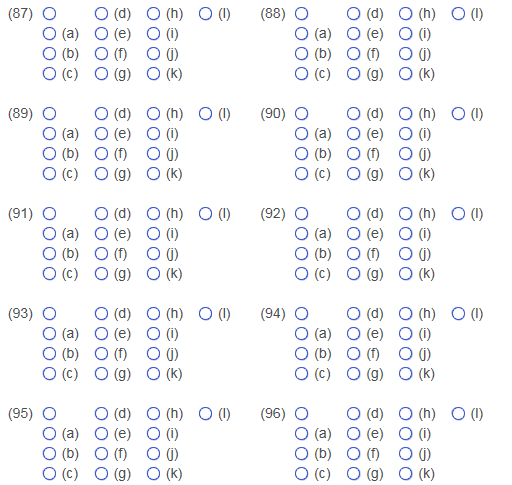 (87) (d) (h) (l) (88) (d) (h) (l)
(a) (e) (i) (a) (e) (i)
(b) (f) (j) (b) (f) (j)
(c) (g) (k) (c) (g) (k)
(89) (d) (h) (l) (90) (d) (h) (l)
(a) (e) (i) (a) (e) (i)
(b) (f) (j) (b) (f) (j)
(c) (g) (k) (c) (g) (k)
(91) (d) (h) (l) (92) (d) (h) (l)
(a) (e) (i) (a) (e) (i)
(b) (f) (j) (b) (f) (j)
(c) (g) (k) (c) (g) (k)
(93) (d) (h) (l) (94) (d) (h) (l)
(a) (e) (i) (a) (e) (i)
(b) (f) (j) (b) (f) (j)
(c) (g) (k) (c) (g) (k)
(95) (d) (h) (l) (96) (d) (h) (l)
(a) (e) (i) (a) (e) (i)
(b) (f) (j) (b) (f) (j)
(c) (g) (k) (c) (g) (k)